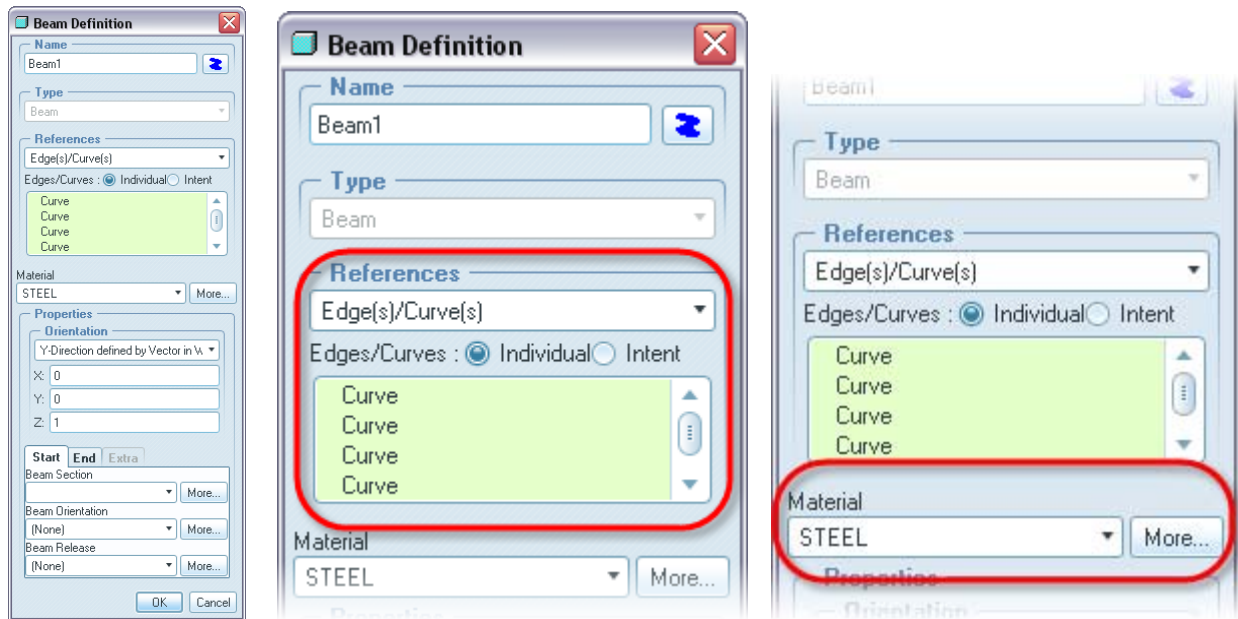 Beam Definition
Name
Beam1
Type
Beam
References
Edge(s)/Curve(s)
Edges/Curves : Individual Intent
Curve
Curve
Curve
Curve
Material
STEEL More...
Properties
Orientation
Y-Direction defined by Vector in W
X: 0
Y: 0
Z: 1
Start End Extra
Beam Section
More...
Beam Orientation
(None) More...
Beam Release
(None) More...
OK Cancel
Beam Definition
Name
Beam1
Type
Beam
References
Edge(s)/Curve(s)
Edges/Curves : Individual Intent
Curve
Curve
Curve
Curve
Material
STEEL More...
Properties
Beam1
Type
Beam
References
Edge(s)/Curve(s)
Edges/Curves : Individual Intent
Curve
Curve
Curve
Curve
Material
STEEL More...
Properties
Orientation